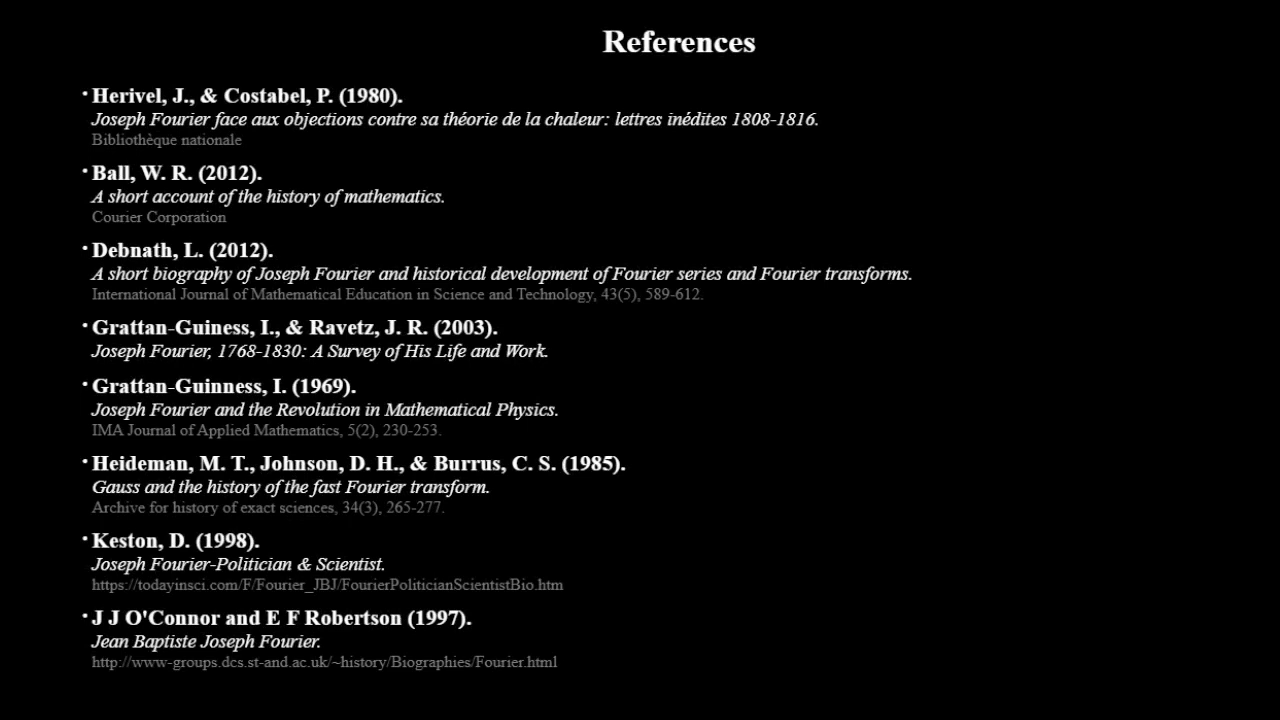 References
• Herivel, J., & Costabel, P. (1980).
Joseph Fourier face aux objections contre sa théorie de la chaleur: lettres inédites 1808-1816.
Bibliothèque nationale
• Ball, W. R. (2012).
A short account of the history of mathematics.
Courier Corporation
• Debnath, L. (2012).
A short biography of Joseph Fourier and historical development of Fourier series and Fourier transforms.
International Journal of Mathematical Education in Science and Technology, 43(5), 589-612.
• Grattan-Guiness, I., & Ravetz, J. R. (2003).
Joseph Fourier, 1768-1830: A Survey of His Life and Work.
• Grattan-Guinness, I. (1969).
Joseph Fourier and the Revolution in Mathematical Physics.
IMA Journal of Applied Mathematics, 5(2), 230-253.
• Heideman, M. T., Johnson, D. H., & Burrus, C. S. (1985).
Gauss and the history of the fast Fourier transform.
Archive for history of exact sciences, 34(3), 265-277.
• Keston, D. (1998).
Joseph Fourier-Politician & Scientist.
https://todayinsci.com/F/Fourier_JBJ/FourierPoliticianScientistBio.htm
• J J O'Connor and E F Robertson (1997).
Jean Baptiste Joseph Fourier.
http://www-groups.dcs.st-and.ac.uk/~history/Biographies/Fourier.html